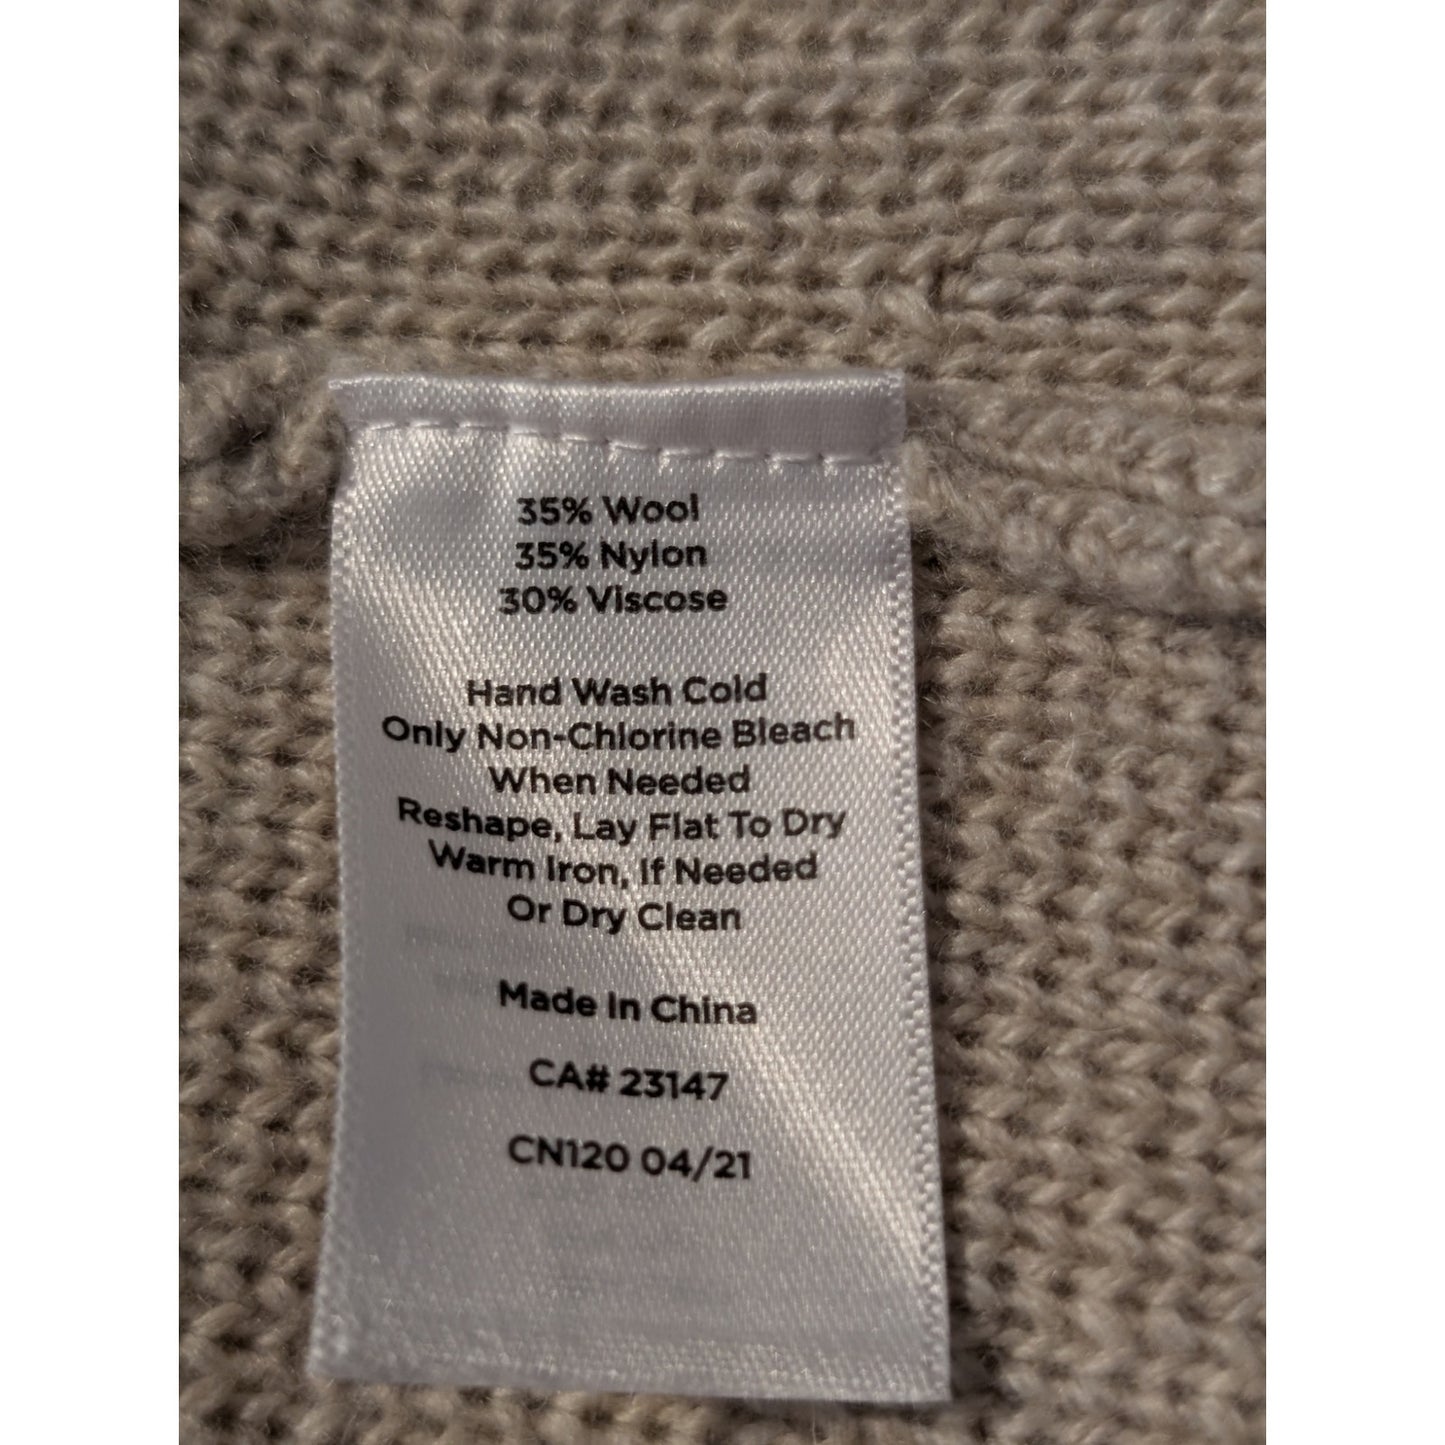 35% Wool
35% Nylon
30% Viscose
Hand Wash Cold
Only Non-Chlorine Bleach
When Needed
Reshape, Lay Flat To Dry
Warm Iron, If Needed
Or Dry Clean
Made In China
CA# 23147
CN120 04/21